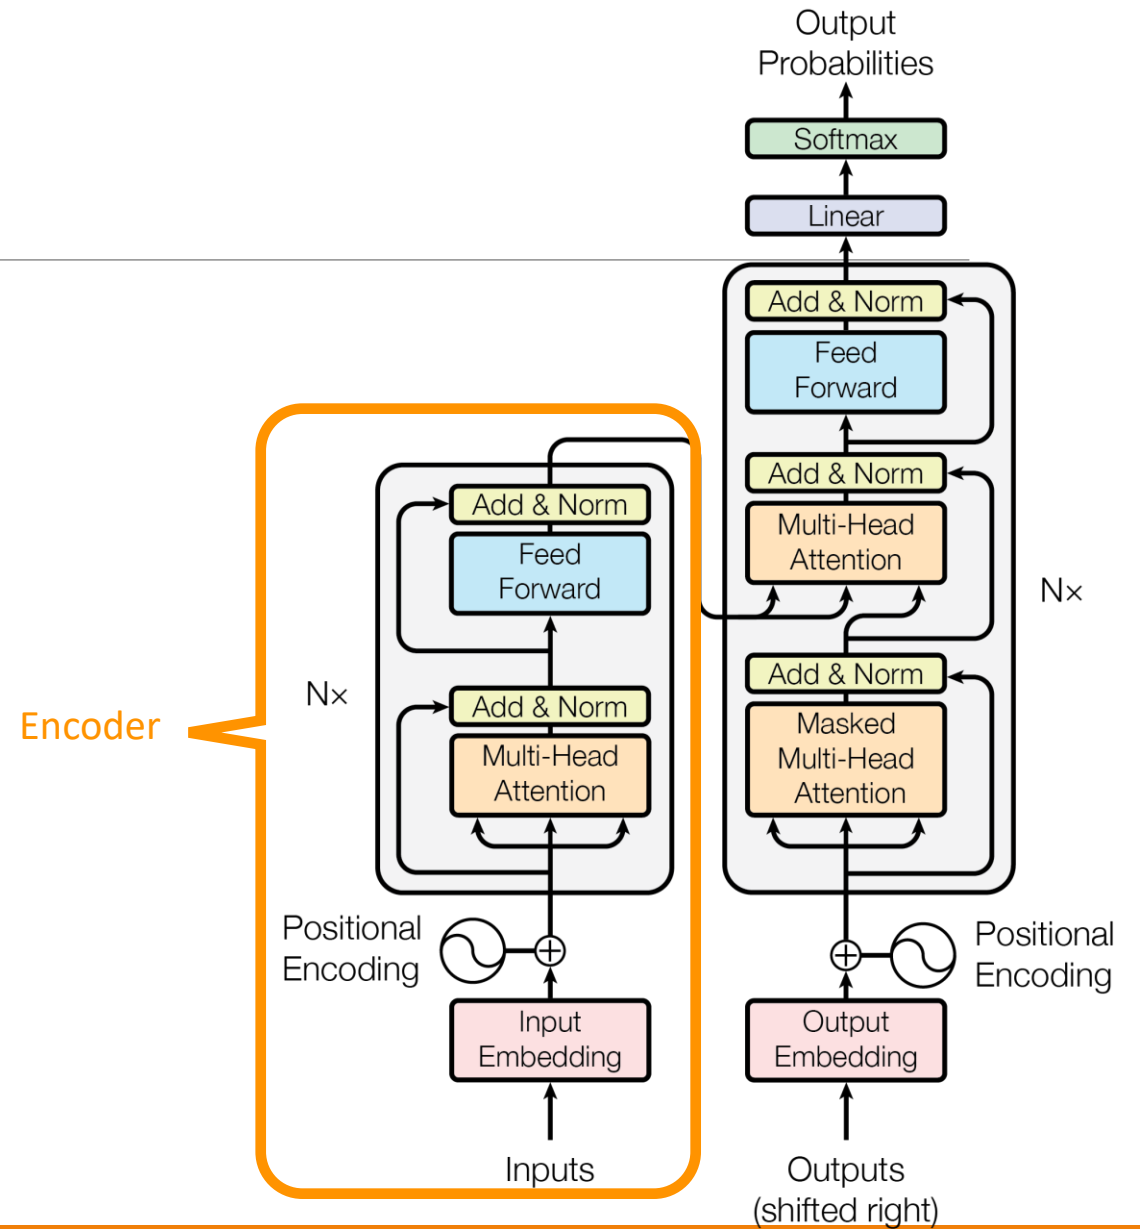 Output
Probabilities
Softmax
Linear
Add & Norm
Feed
Forward
Add & Norm
Multi-Head
Attention
Nx
Add & Norm
Masked
Multi-Head
Attention
Positional
Encoding
Output
Embedding
Outputs
(shifted right)
Encoder
Add & Norm
Feed
Forward
Nx
Add & Norm
Multi-Head
Attention
Positional
Encoding
Input
Embedding
Inputs